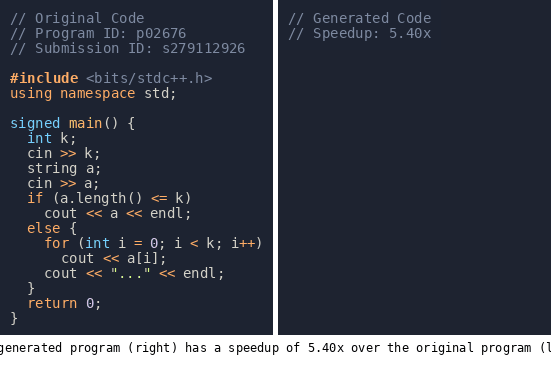 // Original Code
// Program ID: p02676
// Submission ID: s279112926
#include <bits/stdc++.h>
using namespace std;
signed main() {
  int k;
  cin >> k;
  string a;
  cin >> a;
  if (a.length() <= k)
    cout << a << endl;
  else {
    for (int i = 0; i < k; i++)
      cout << a[i];
    cout << "..." << endl;
  }
  return 0;
}
// Generated Code
// Speedup: 5.40x
generated program (right) has a speedup of 5.40x over the original program (l